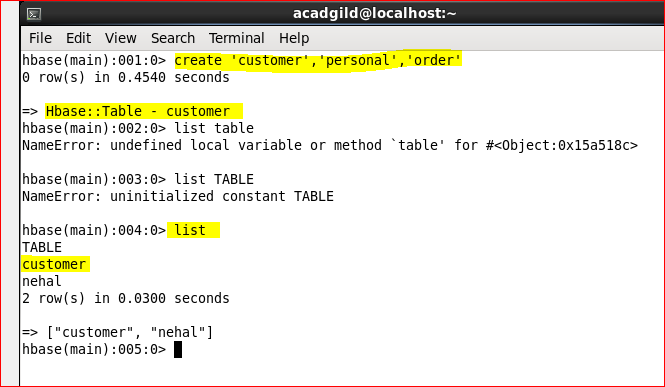 acadgild@localhost:~
File Edit View Search Terminal Help
hbase(main):001:0> create 'customer','personal','order'
0 row(s) in 0.4540 seconds
=> Hbase::Table - customer
hbase(main):002:0> list table
NameError: undefined local variable or method `table' for #<Object:0x15a518c>
hbase(main):003:0> list TABLE
NameError: uninitialized constant TABLE
hbase(main):004:0> list
TABLE
customer
nehal
2 row(s) in 0.0300 seconds
=> ["customer", "nehal"]
hbase(main):005:0>